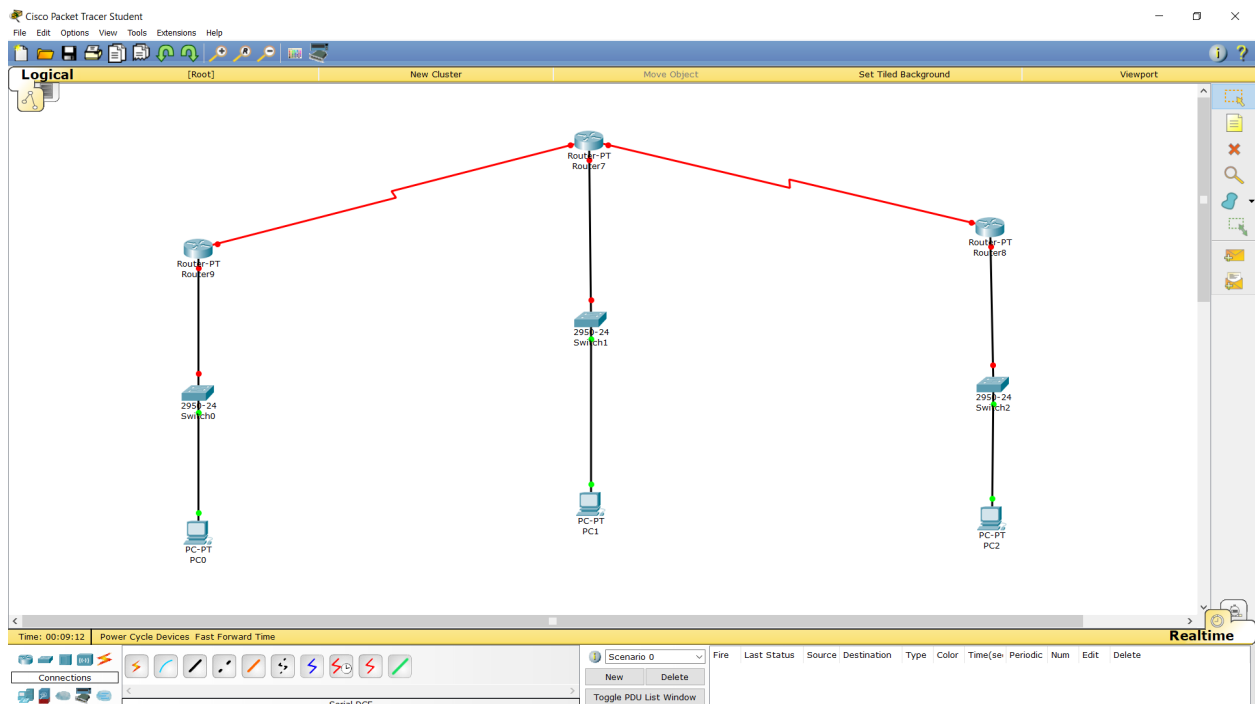 Cisco Packet Tracer Student
File Edit Options View Tools Extensions Help
Logical [Root] New Cluster Move Object Set Tiled Background Viewport
Router-PT
Router7
Router-PT
Router8
Router-PT
Router9
2950-24
Switch1
2950-24
Switch2
2950-24
Switch0
PC-PT
PC1
PC-PT
PC2
PC-PT
PC0
Time: 00:09:12 Power Cycle Devices Fast Forward Time Realtime
Scenario 0 Fire Last Status Source Destination Type Color Time(sec Periodic Num Edit Delete
Connections New Delete
Toggle PDU List Window
Serial DCE